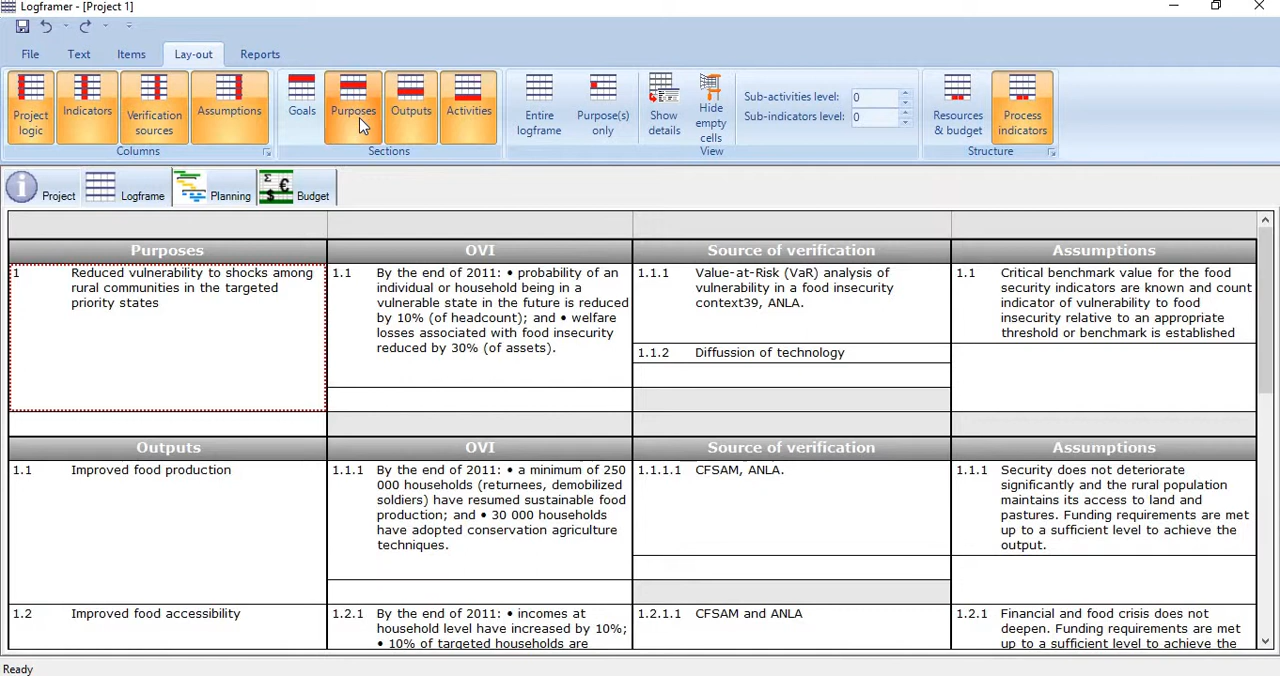 Logframer - [Project 1]
File Text Items Lay-out Reports
Project logic
Indicators
Verification sources
Assumptions
Columns
Goals
Purposes
Outputs
Activities
Sections
Entire logframe
Purpose(s) only
Show details
Hide empty cells
Sub-activities level: 0
Sub-indicators level: 0
View
Resources & budget
Process indicators
Structure
Project
Logframe
Planning
Budget
Purposes OVI Source of verification Assumptions
1 Reduced vulnerability to shocks among
rural communities in the targeted
priority states
1.1 By the end of 2011: • probability of an
individual or household being in a
vulnerable state in the future is reduced
by 10% (of headcount); and • welfare
losses associated with food insecurity
reduced by 30% (of assets).
1.1.1 Value-at-Risk (VaR) analysis of
vulnerability in a food insecurity
context39, ANLA.
1.1.2 Diffussion of technology
1.1 Critical benchmark value for the food
security indicators are known and count
indicator of vulnerability to food
insecurity relative to an appropriate
threshold or benchmark is established
Outputs OVI Source of verification Assumptions
1.1 Improved food production
1.1.1 By the end of 2011: • a minimum of 250
000 households (returnees, demobilized
soldiers) have resumed sustainable food
production; and • 30 000 households
have adopted conservation agriculture
techniques.
1.1.1.1 CFSAM, ANLA.
1.1.1 Security does not deteriorate
significantly and the rural population
maintains its access to land and
pastures. Funding requirements are met
up to a sufficient level to achieve the
output.
1.2 Improved food accessibility
1.2.1 By the end of 2011: • incomes at
household level have increased by 10%;
• 10% of targeted households are
1.2.1.1 CFSAM and ANLA
1.2.1 Financial and food crisis does not
deepen. Funding requirements are met
up to a sufficient level to achieve the
Ready